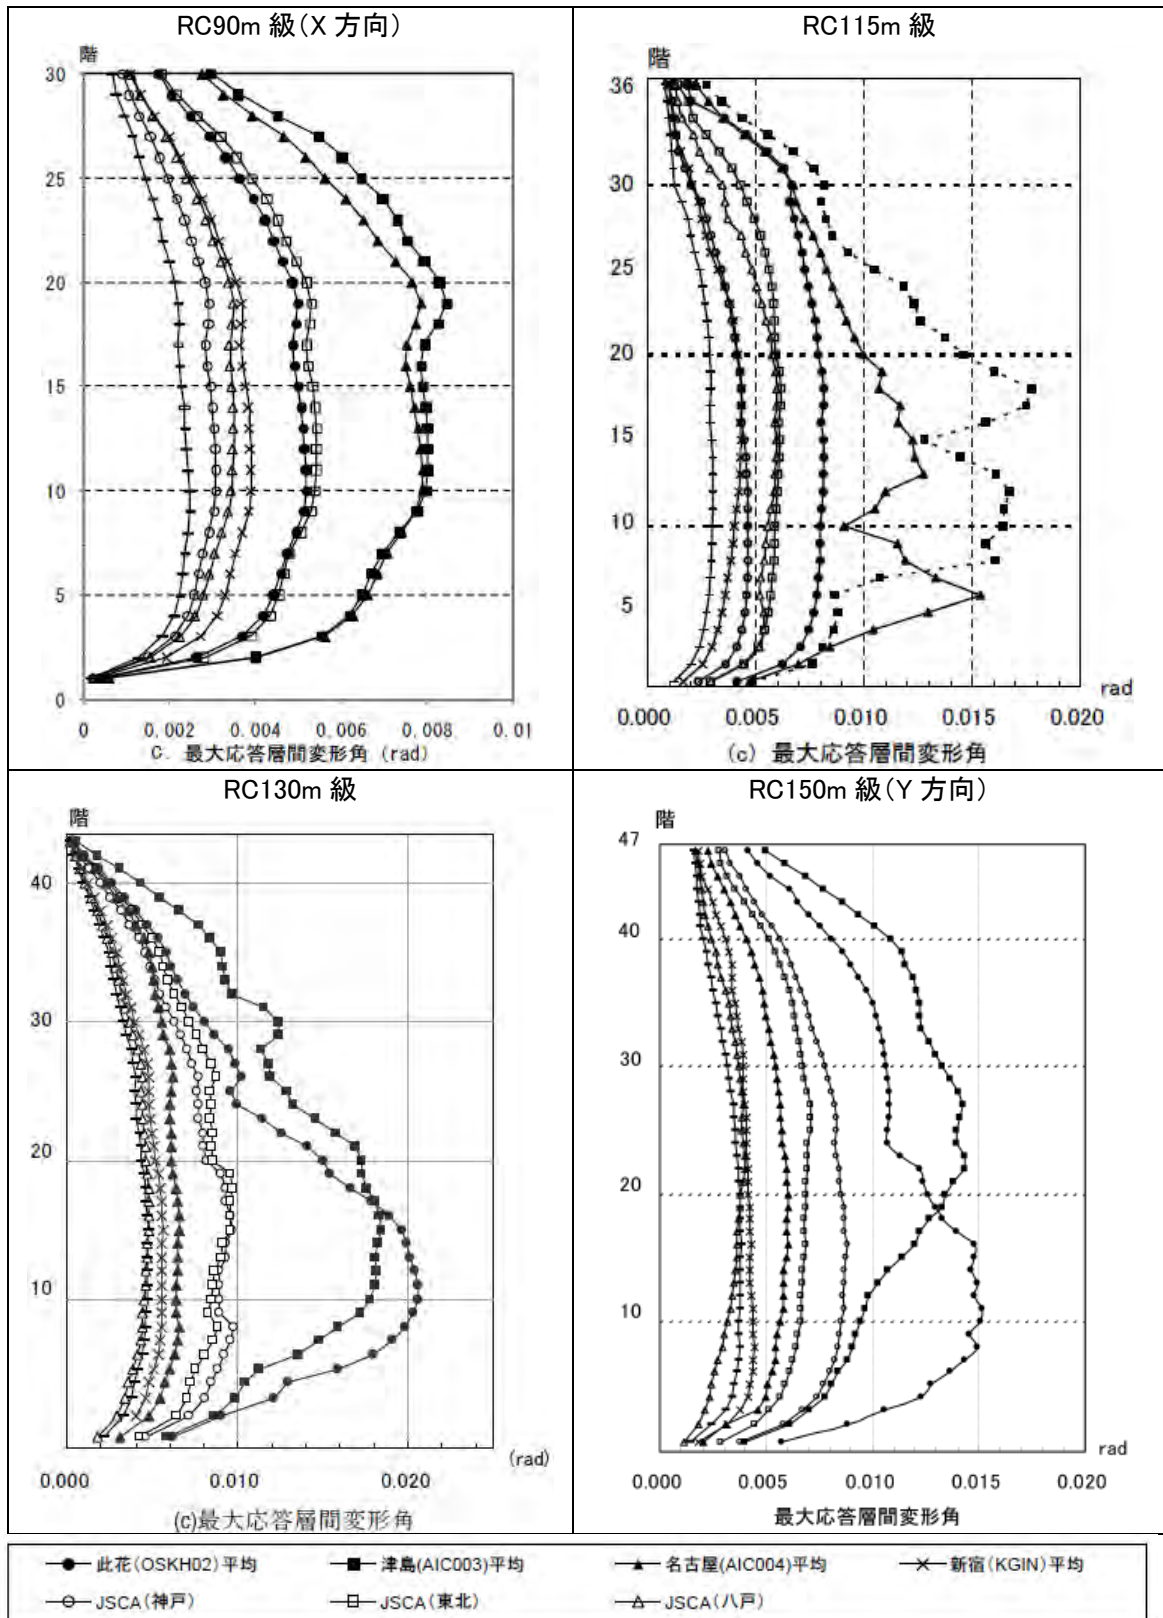 RC90m 級(X 方向)
階
30
25
20
15
10
5
0
0 0.002 0.004 0.006 0.008 0.01
C. 最大応答層間変形角 (rad)
RC115m 級
階
36
30
25
20
15
10
5
rad
0.000 0.005 0.010 0.015 0.020
(c) 最大応答層間変形角
RC130m 級
階
40
30
20
10
(rad)
0.000 0.010 0.020
(c)最大応答層間変形角
RC150m 級(Y 方向)
階
47
40
30
20
10
rad
0.000 0.005 0.010 0.015 0.020
最大応答層間変形角
此花(OSKH02)平均 津島(AIC003)平均 名古屋(AIC004)平均 新宿(KGIN)平均
JSCA(神戸) JSCA(東北) JSCA(八戸)